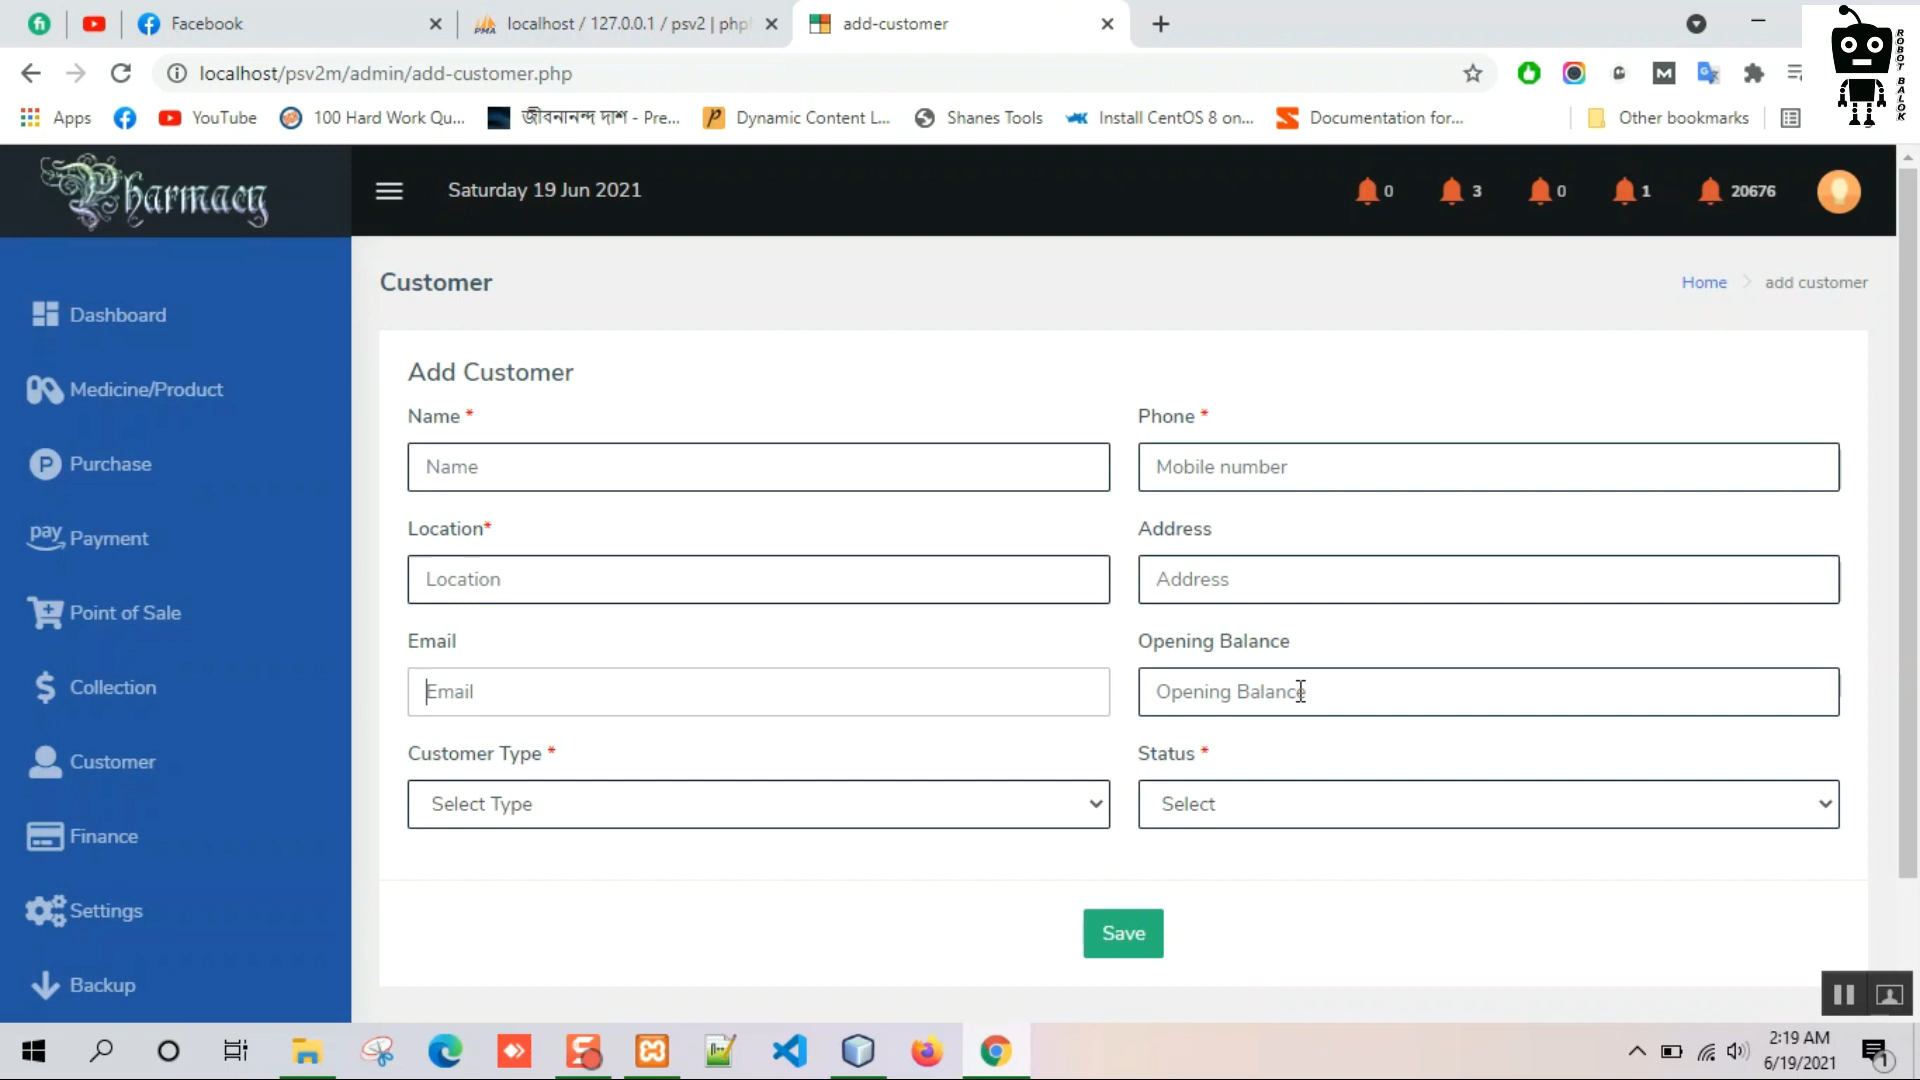 Facebook
localhost / 127.0.0.1 / psv2 | php
add-customer
localhost/psv2m/admin/add-customer.php
Apps
YouTube
100 Hard Work Qu...
জীবনানন্দ দাশ - Pre...
Dynamic Content L...
Shanes Tools
Install CentOS 8 on...
Documentation for...
Other bookmarks
ROBOT BALOK
Pharmacy
Saturday 19 Jun 2021
0
3
0
1
20676
Dashboard
Medicine/Product
Purchase
Payment
Point of Sale
Collection
Customer
Finance
Settings
Backup
Customer
Home
add customer
Add Customer
Name *
Name
Phone *
Mobile number
Location*
Location
Address
Address
Email
Email
Opening Balance
Opening Balance
Customer Type *
Select Type
Status *
Select
Save
2:19 AM
6/19/2021
1